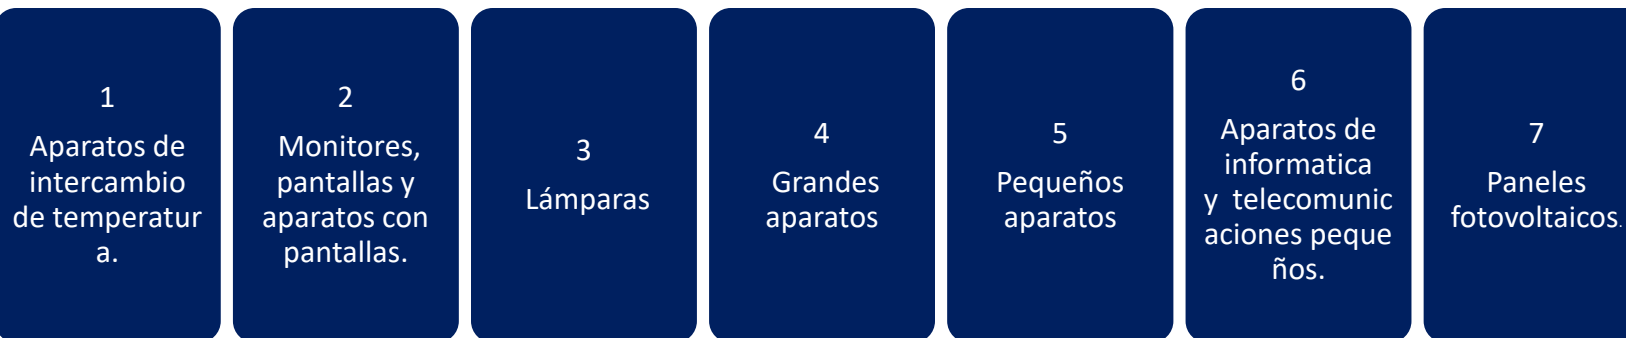 1
Aparatos de
intercambio
de temperatur
a.
2
Monitores,
pantallas y
aparatos con
pantallas.
3
Lámparas
4
Grandes
aparatos
5
Pequeños
aparatos
6
Aparatos de
informatica
y  telecomunic
aciones peque
ños.
7
Paneles
fotovoltaicos.